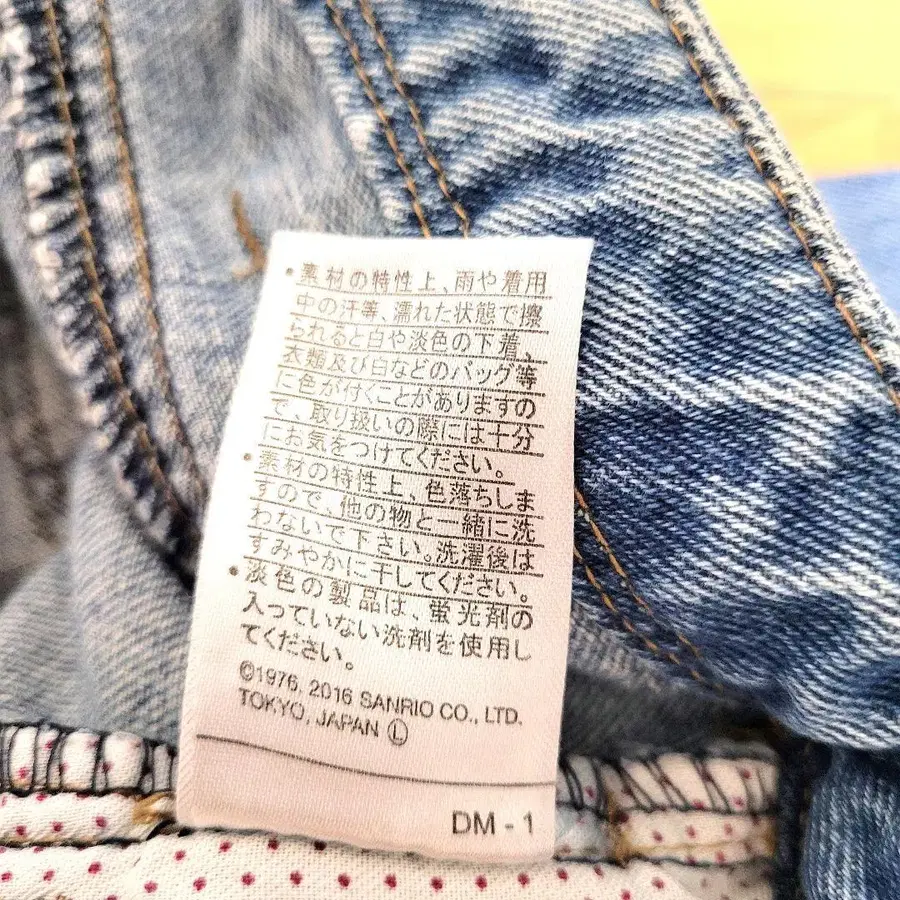 ・素材の特性上、雨や着用
中の汗等、濡れた状態で擦
られると白や淡色の下着、
衣類及び白などのバッグ等
に色が付くことがありますの
で、取り扱いの際には十分
にお気をつけてください。
・素材の特性上、色落ちしま
すので、他の物と一緒に洗
わないで下さい。洗濯後は
すみやかに干してください。
・淡色の製品は、蛍光剤の
入っていない洗剤を使用し
てください。
©1976, 2016 SANRIO CO., LTD.
TOKYO, JAPAN Ⓛ
DM - 1